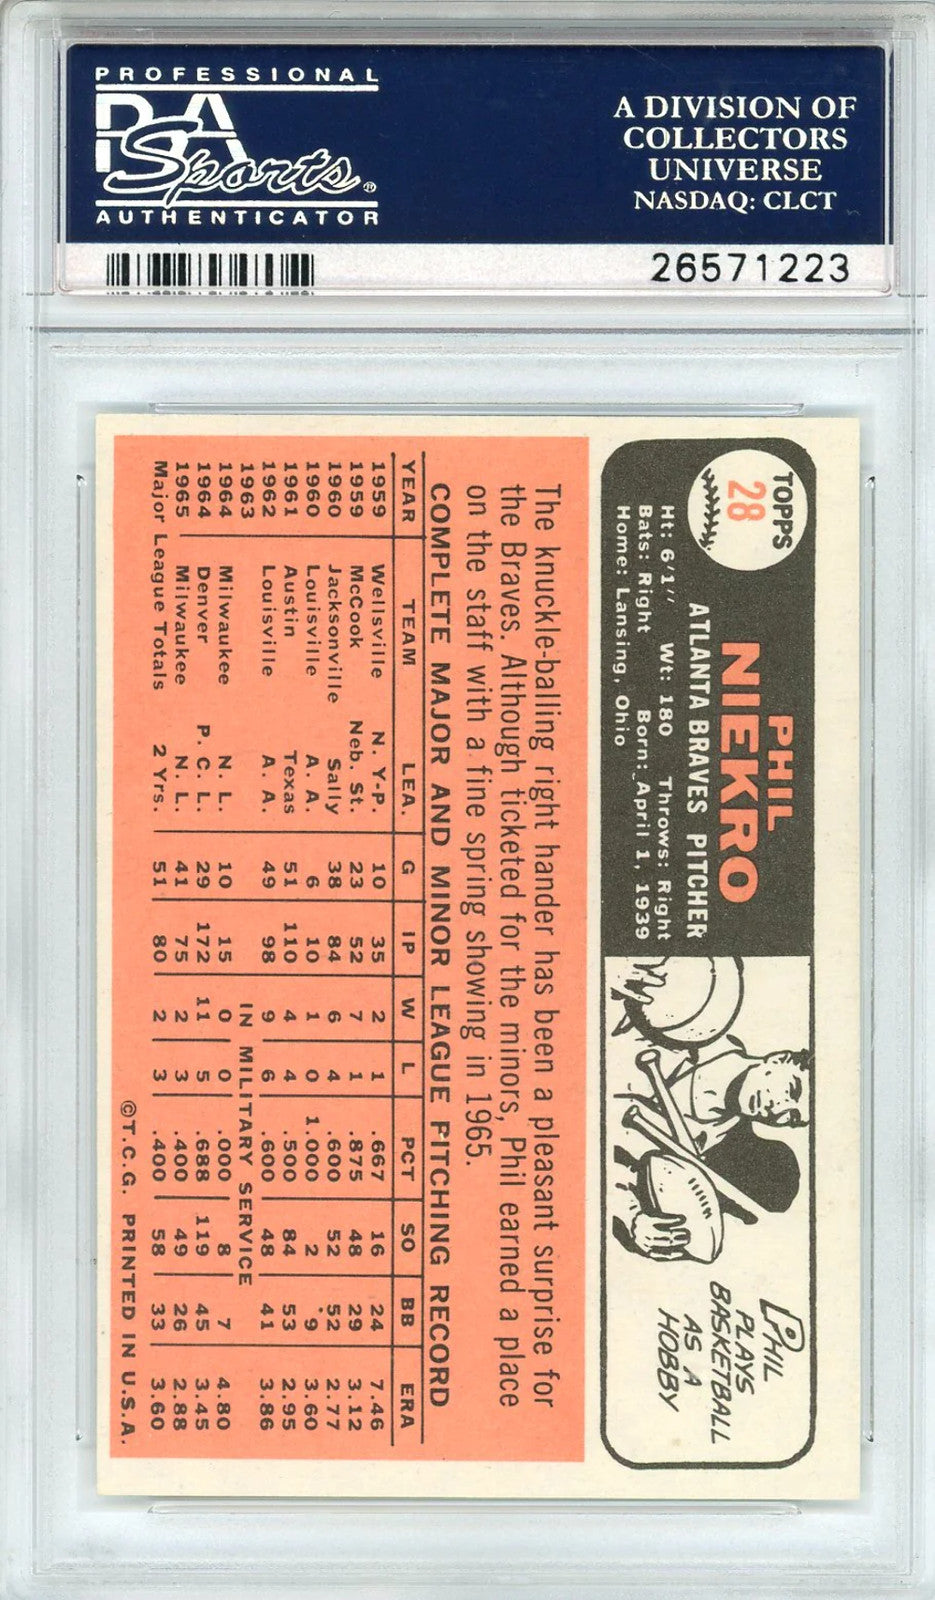 PROFESSIONAL
PSA
Sports®
AUTHENTICATOR
A DIVISION OF
COLLECTORS
UNIVERSE
NASDAQ: CLCT
26571223
TOPPS
28
PHIL
NIEKRO
ATLANTA BRAVES PITCHER
Ht: 6'1'' Wt: 180 Throws: Right
Bats: Right Born: April 1, 1939
Home: Lansing, Ohio
PHIL
PLAYS
BASKETBALL
AS A
HOBBY
The knuckle-balling right hander has been a pleasant surprise for
the Braves. Although ticketed for the minors, Phil earned a place
on the staff with a fine spring showing in 1965.
COMPLETE MAJOR AND MINOR LEAGUE PITCHING RECORD
YEAR TEAM LEA. G IP W L PCT SO BB ERA
1959 Wellsville N. Y-P. 10 35 2 1 .667 16 24 7.46
1959 McCook Neb. St. 23 52 7 1 .875 48 29 3.12
1960 Jacksonville Sally 38 84 6 4 .600 52 52 2.77
1960 Louisville A. A. 6 10 1 0 1.000 2 9 3.60
1961 Austin Texas 51 110 4 4 .500 84 53 2.95
1962 Louisville A. A. 49 98 9 6 .600 48 41 3.86
1963 IN MILITARY SERVICE
1964 Milwaukee N. L. 10 15 0 0 .000 8 7 4.80
1964 Denver P. C. L. 29 172 11 5 .688 119 45 3.45
1965 Milwaukee N. L. 41 75 2 3 .400 49 26 2.88
Major League Totals 2 Yrs. 51 80 2 3 .400 58 33 3.60
©T.C.G. PRINTED IN U.S.A.